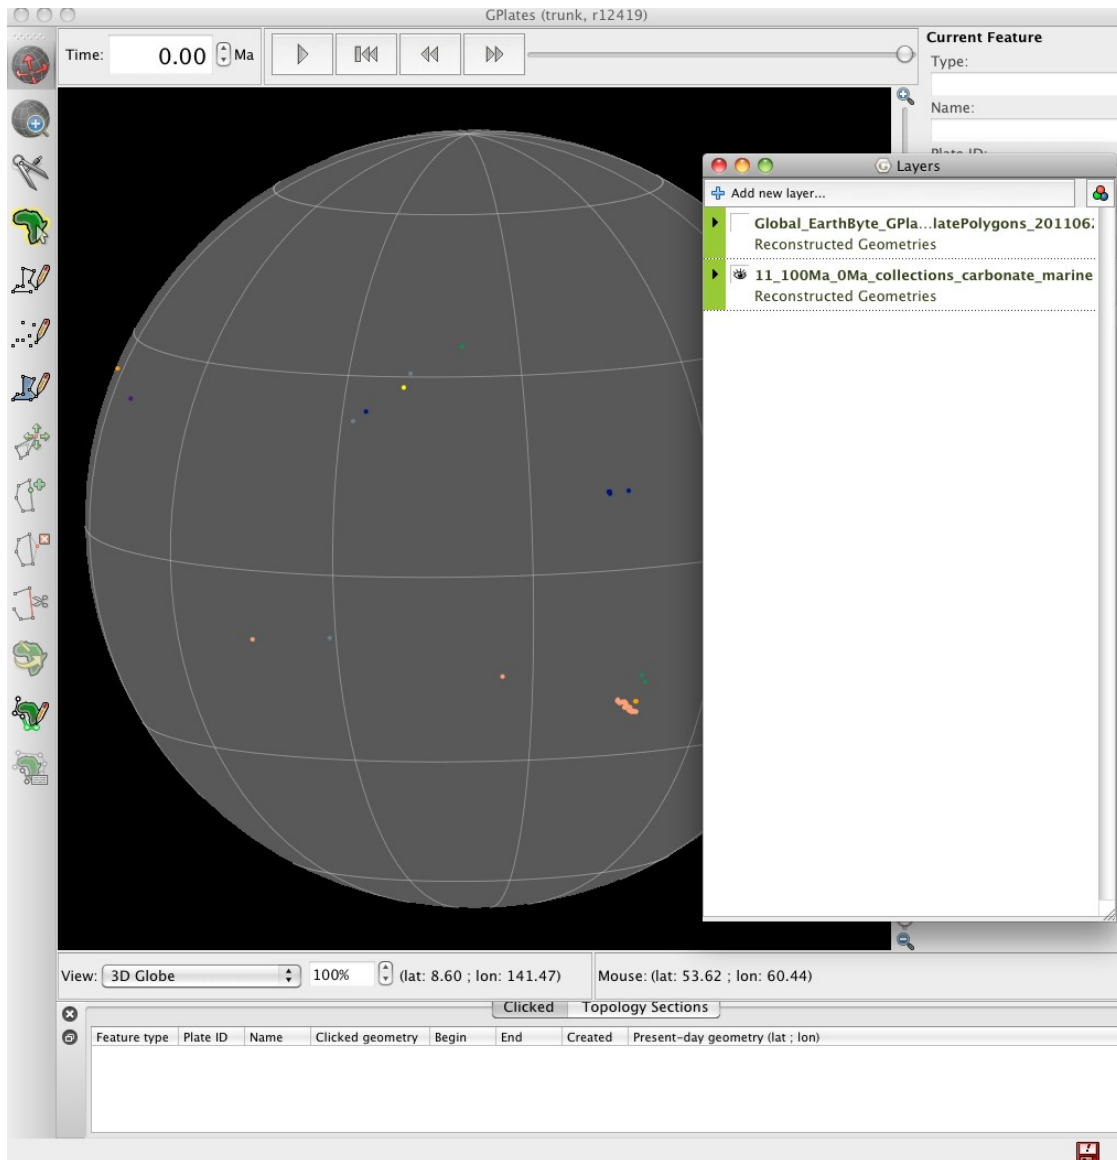 GPlates (trunk, r12419)
Time: 0.00 Ma
Current Feature
Type:
Name:
Plate ID:
Layers
Add new layer...
Global_EarthByte_GPla...latePolygons_201106
Reconstructed Geometries
11_100Ma_0Ma_collections_carbonate_marine
Reconstructed Geometries
View: 3D Globe 100% (lat: 8.60 ; lon: 141.47) Mouse: (lat: 53.62 ; lon: 60.44)
Clicked Topology Sections
Feature type Plate ID Name Clicked geometry Begin End Created Present-day geometry (lat ; lon)